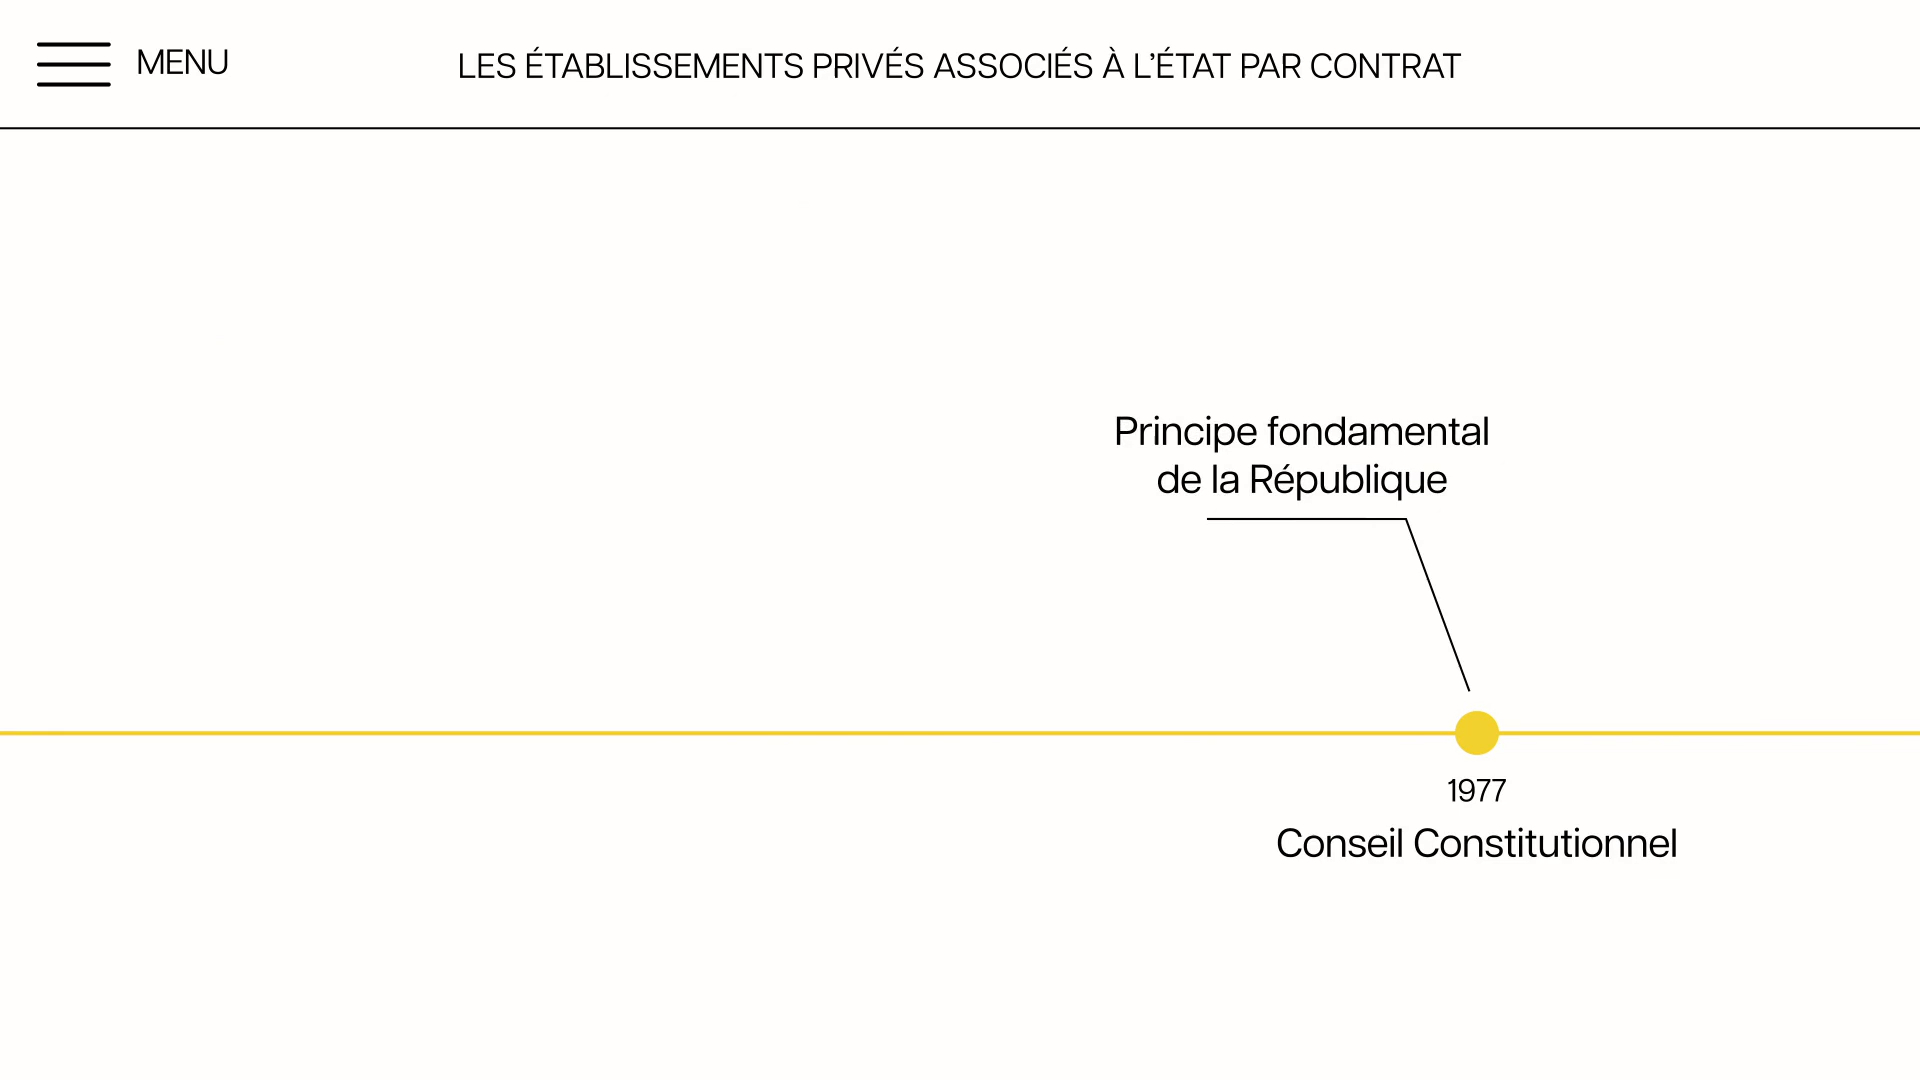 MENU
LES ÉTABLISSEMENTS PRIVÉS ASSOCIÉS À L’ÉTAT PAR CONTRAT
Principe fondamental
de la République
1977
Conseil Constitutionnel